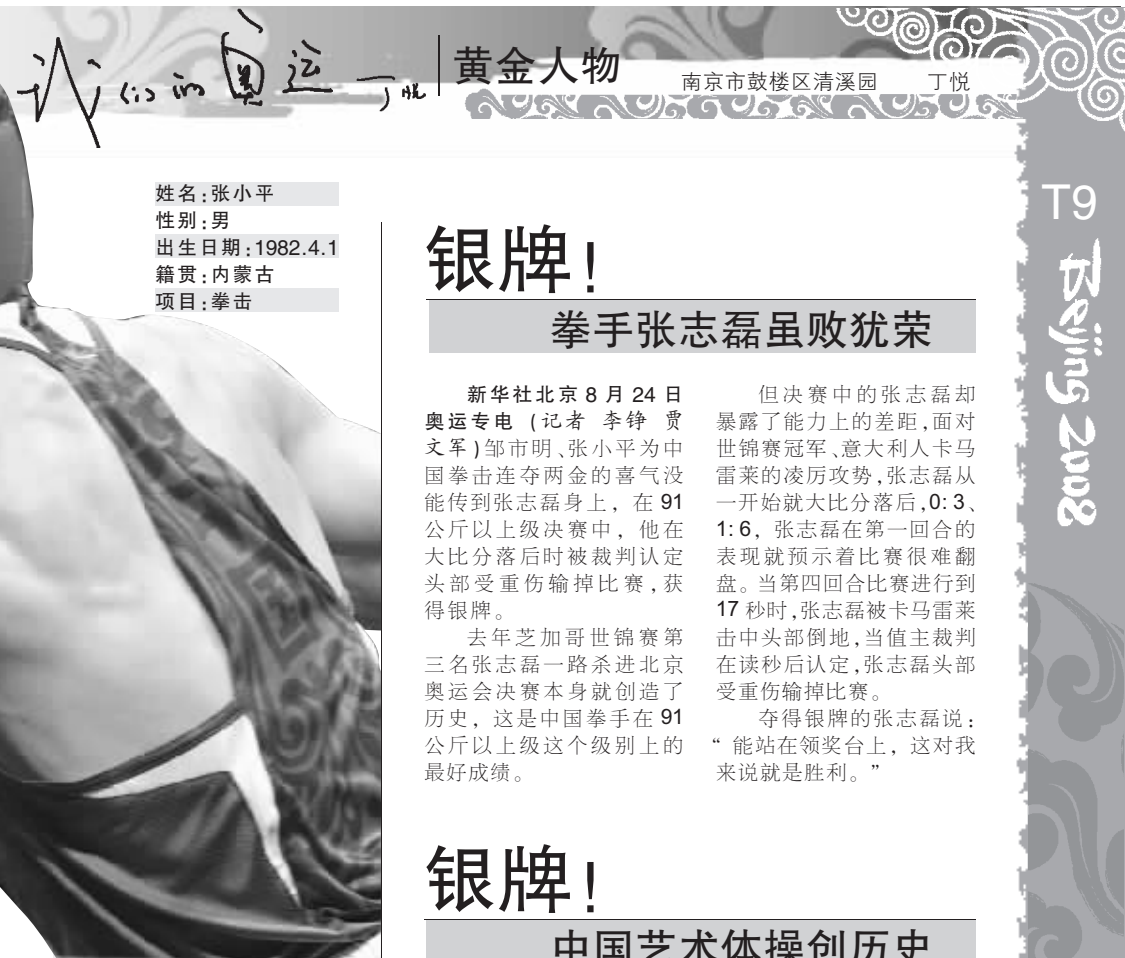 我们的奥运 丁悦
黄金人物
南京市鼓楼区清溪园 丁悦
T9
Beijing 2008
姓名:张小平
性别:男
出生日期:1982.4.1
籍贯:内蒙古
项目:拳击
银牌!
拳手张志磊虽败犹荣
新华社北京8月24日
奥运专电(记者 李铮 贾
文军)邹市明、张小平为中
国拳击连夺两金的喜气没
能传到张志磊身上,在91
公斤以上级决赛中,他在
大比分落后时被裁判认定
头部受重伤输掉比赛,获
得银牌。
去年芝加哥世锦赛第
三名张志磊一路杀进北京
奥运会决赛本身就创造了
历史,这是中国拳手在91
公斤以上级这个级别上的
最好成绩。
但决赛中的张志磊却
暴露了能力上的差距,面对
世锦赛冠军、意大利人卡马
雷莱的凌厉攻势,张志磊从
一开始就大比分落后,0:3、
1:6,张志磊在第一回合的
表现就预示着比赛很难翻
盘。当第四回合比赛进行到
17秒时,张志磊被卡马雷莱
击中头部倒地,当值主裁判
在读秒后认定,张志磊头部
受重伤输掉比赛。
夺得银牌的张志磊说:
“能站在领奖台上,这对我
来说就是胜利。”
银牌!
中国艺术体操创历史